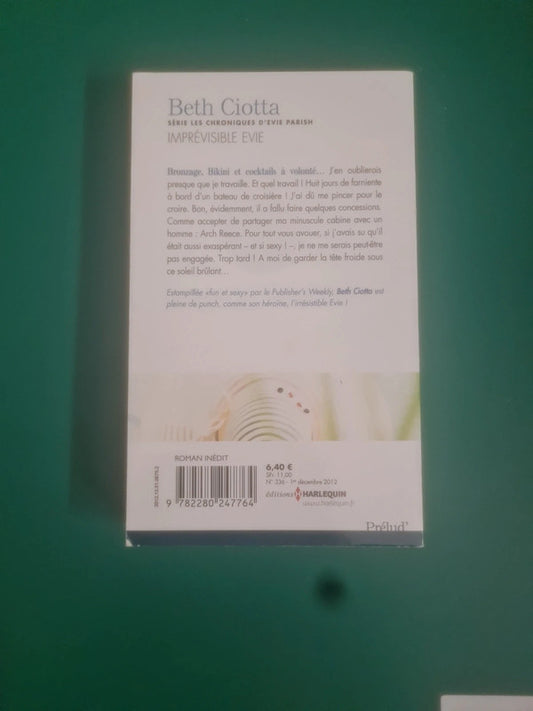 Beth Ciotta
SÉRIE LES CHRONIQUES D'EVIE PARISH
IMPRÉVISIBLE EVIE
Bronzage, Bikini et cocktails à volonté... J'en oublierais
presque que je travaille. Et quel travail ! Huit jours de farniente
à bord d'un bateau de croisière ! J'ai dû me pincer pour le
croire. Bon, évidemment, il a fallu faire quelques concessions.
Comme accepter de partager ma minuscule cabine avec un
homme : Arch Reece. Pour tout vous avouer, si j'avais su qu'il
était aussi exaspérant – et si sexy ! –, je ne me serais peut-être
pas engagée. Trop tard ! A moi de garder la tête froide sous
ce soleil brûlant...
Estampillée «fun et sexy» par le Publisher's Weekly, Beth Ciotta est
pleine de punch, comme son héroïne, l'irrésistible Evie !
ROMAN INÉDIT
6,40 €
SFr. 11,00
N° 336 - 1er décembre 2012
éditions HARLEQUIN
www.harlequin.fr
9 782280 247764
Prélud'